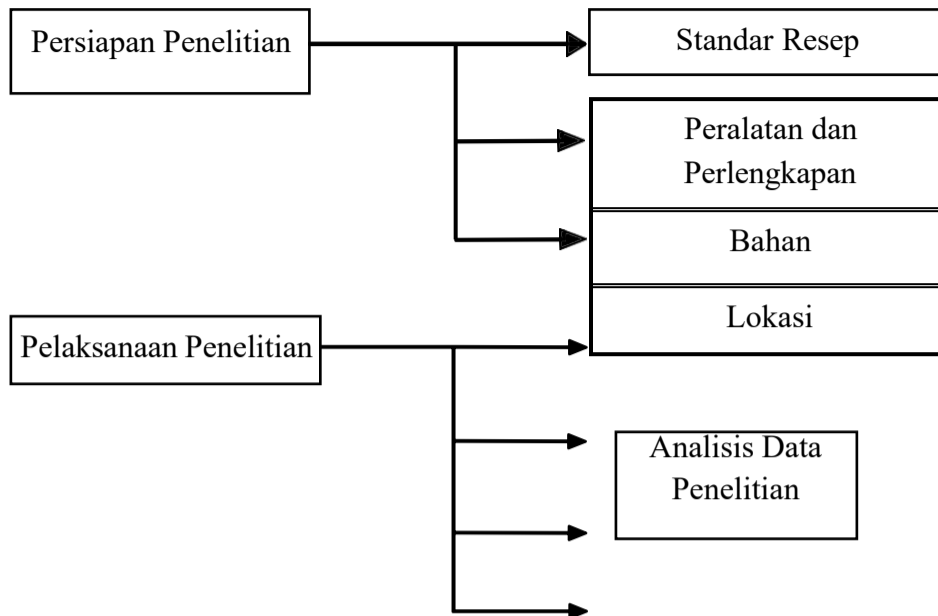 Persiapan Penelitian
Standar Resep
Peralatan dan
Perlengkapan
Bahan
Lokasi
Pelaksanaan Penelitian
Analisis Data
Penelitian